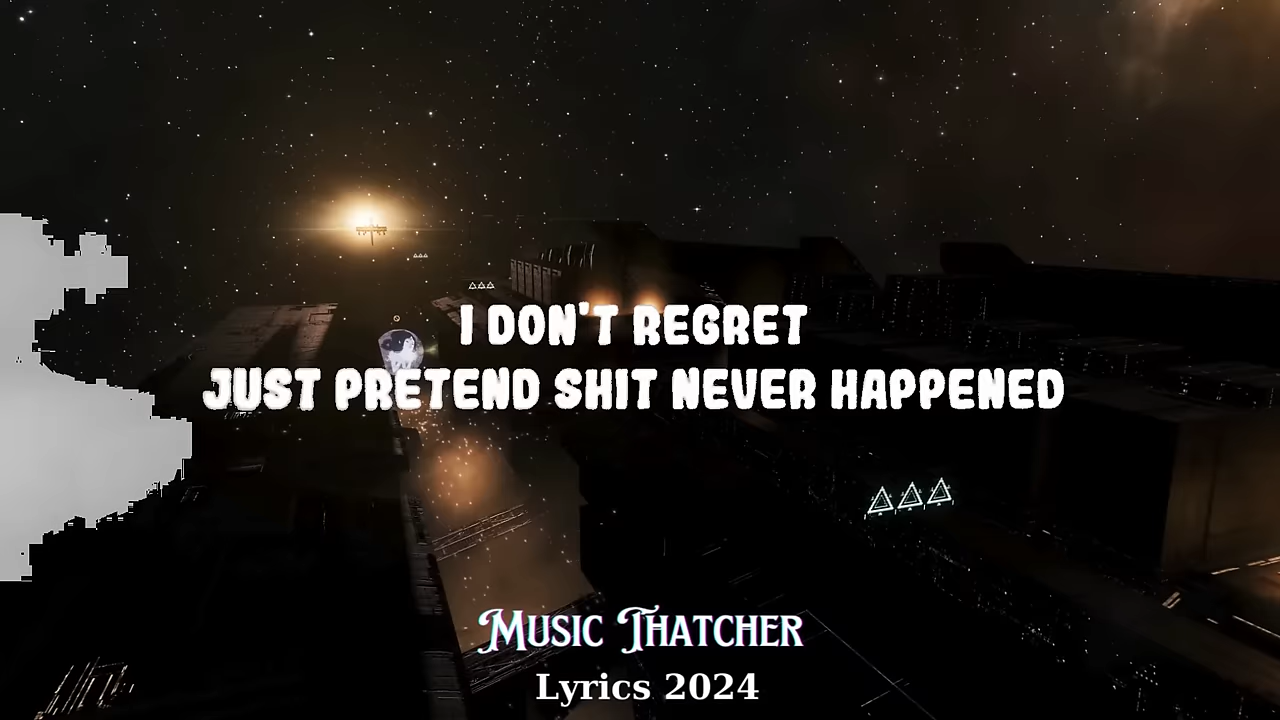 I DON'T REGRET
JUST PRETEND SHIT NEVER HAPPENED
MUSIC THATCHER
Lyrics 2024